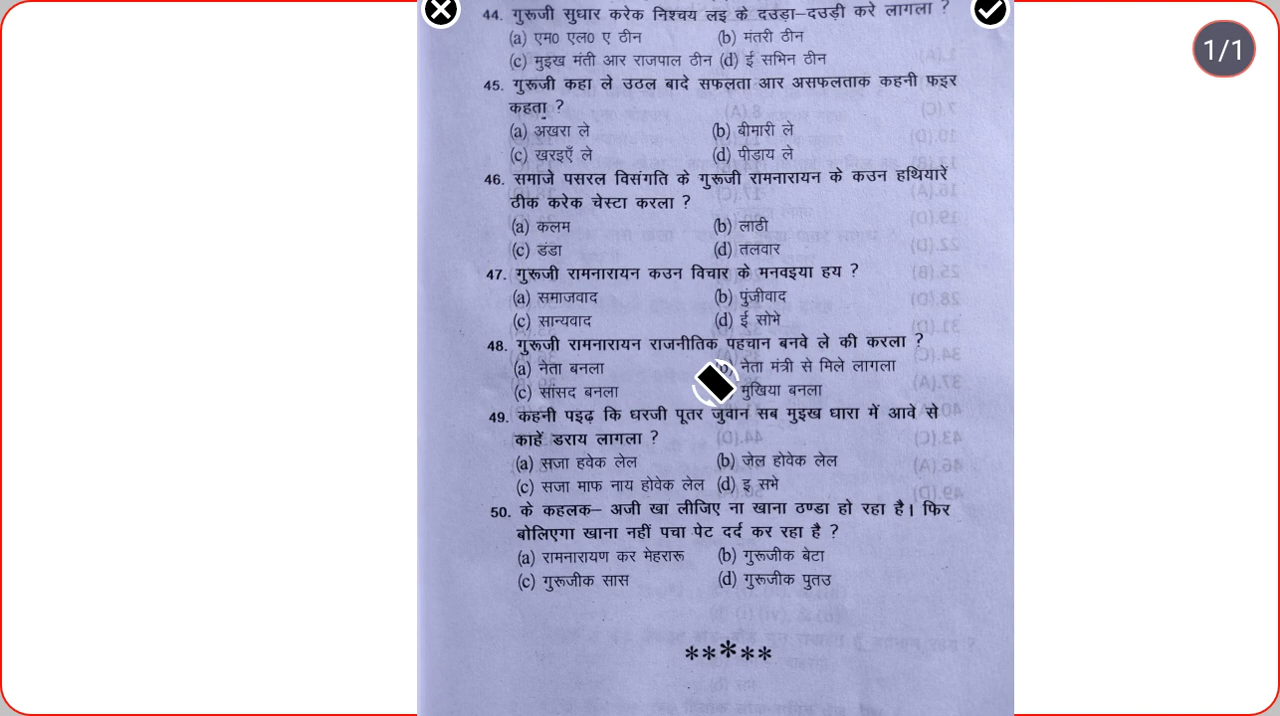 1/1
44. गुरूजी सुधार करेक निश्चय लइ के दउड़ा–दउड़ी करे लागला ?
(a) एम0 एल0 ए ठीन (b) मंतरी ठीन
(c) मुइख मंती आर राजपाल ठीन (d) ई सभिन ठीन
45. गुरूजी कहा ले उठल बादे सफलता आर असफलताक कहनी फइर
कहता ?
(a) अखरा ले (b) बीमारी ले
(c) खरइएँ ले (d) पीडाय ले
46. समाजे पसरल विसंगति के गुरूजी रामनारायन के कउन हथियारें
ठीक करेक चेस्टा करला ?
(a) कलम (b) लाठी
(c) डंडा (d) तलवार
47. गुरूजी रामनारायन कउन विचार के मनवइया हय ?
(a) समाजवाद (b) पुंजीवाद
(c) सान्यवाद (d) ई सोभे
48. गुरूजी रामनारायन राजनीतिक पहचान बनवे ले की करला ?
(a) नेता बनला (b) नेता मंत्री से मिले लागला
(c) सांसद बनला मुखिया बनला
49. कहनी पइढ़ कि धरजी पूतर जुवान सब मुइख धारा में आवे से
काहें डराय लागला ?
(a) सजा हवेक लेल (b) जेल होवेक लेल
(c) सजा माफ नाय होवेक लेल (d) इ सभे
50. के कहलक– अजी खा लीजिए ना खाना ठण्डा हो रहा है। फिर
बोलिएगा खाना नहीं पचा पेट दर्द कर रहा है ?
(a) रामनारायण कर मेहरारू (b) गुरूजीक बेटा
(c) गुरूजीक सास (d) गुरूजीक पुतउ
*****